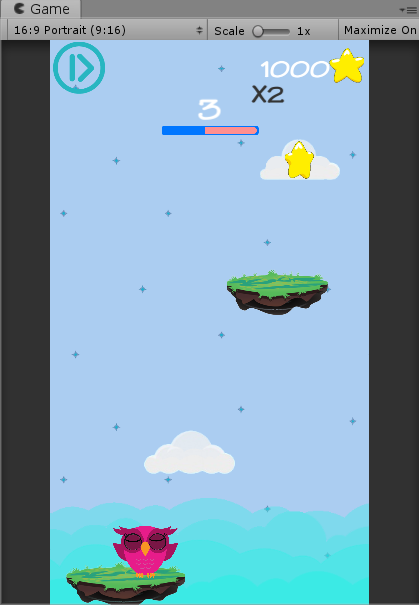 Game
16:9 Portrait (9:16)
Scale
1x
Maximize On
1000
X2
3